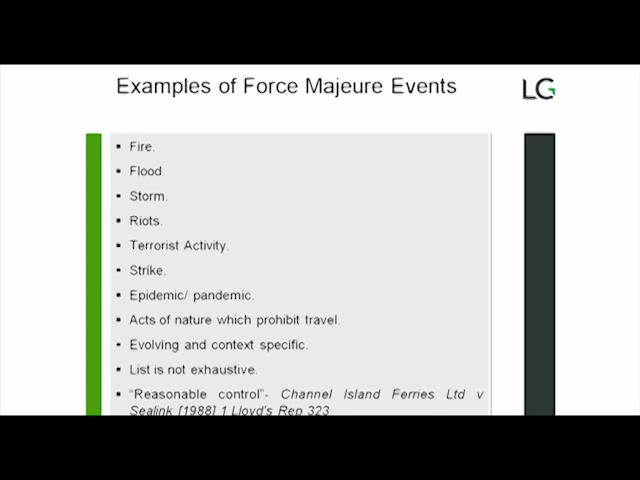 Examples of Force Majeure Events
LG
▪ Fire.
▪ Flood.
▪ Storm.
▪ Riots.
▪ Terrorist Activity.
▪ Strike.
▪ Epidemic/ pandemic.
▪ Acts of nature which prohibit travel.
▪ Evolving and context specific.
▪ List is not exhaustive.
▪ “Reasonable control”- Channel Island Ferries Ltd v
Sealink [1988] 1 Lloyd's Rep 323